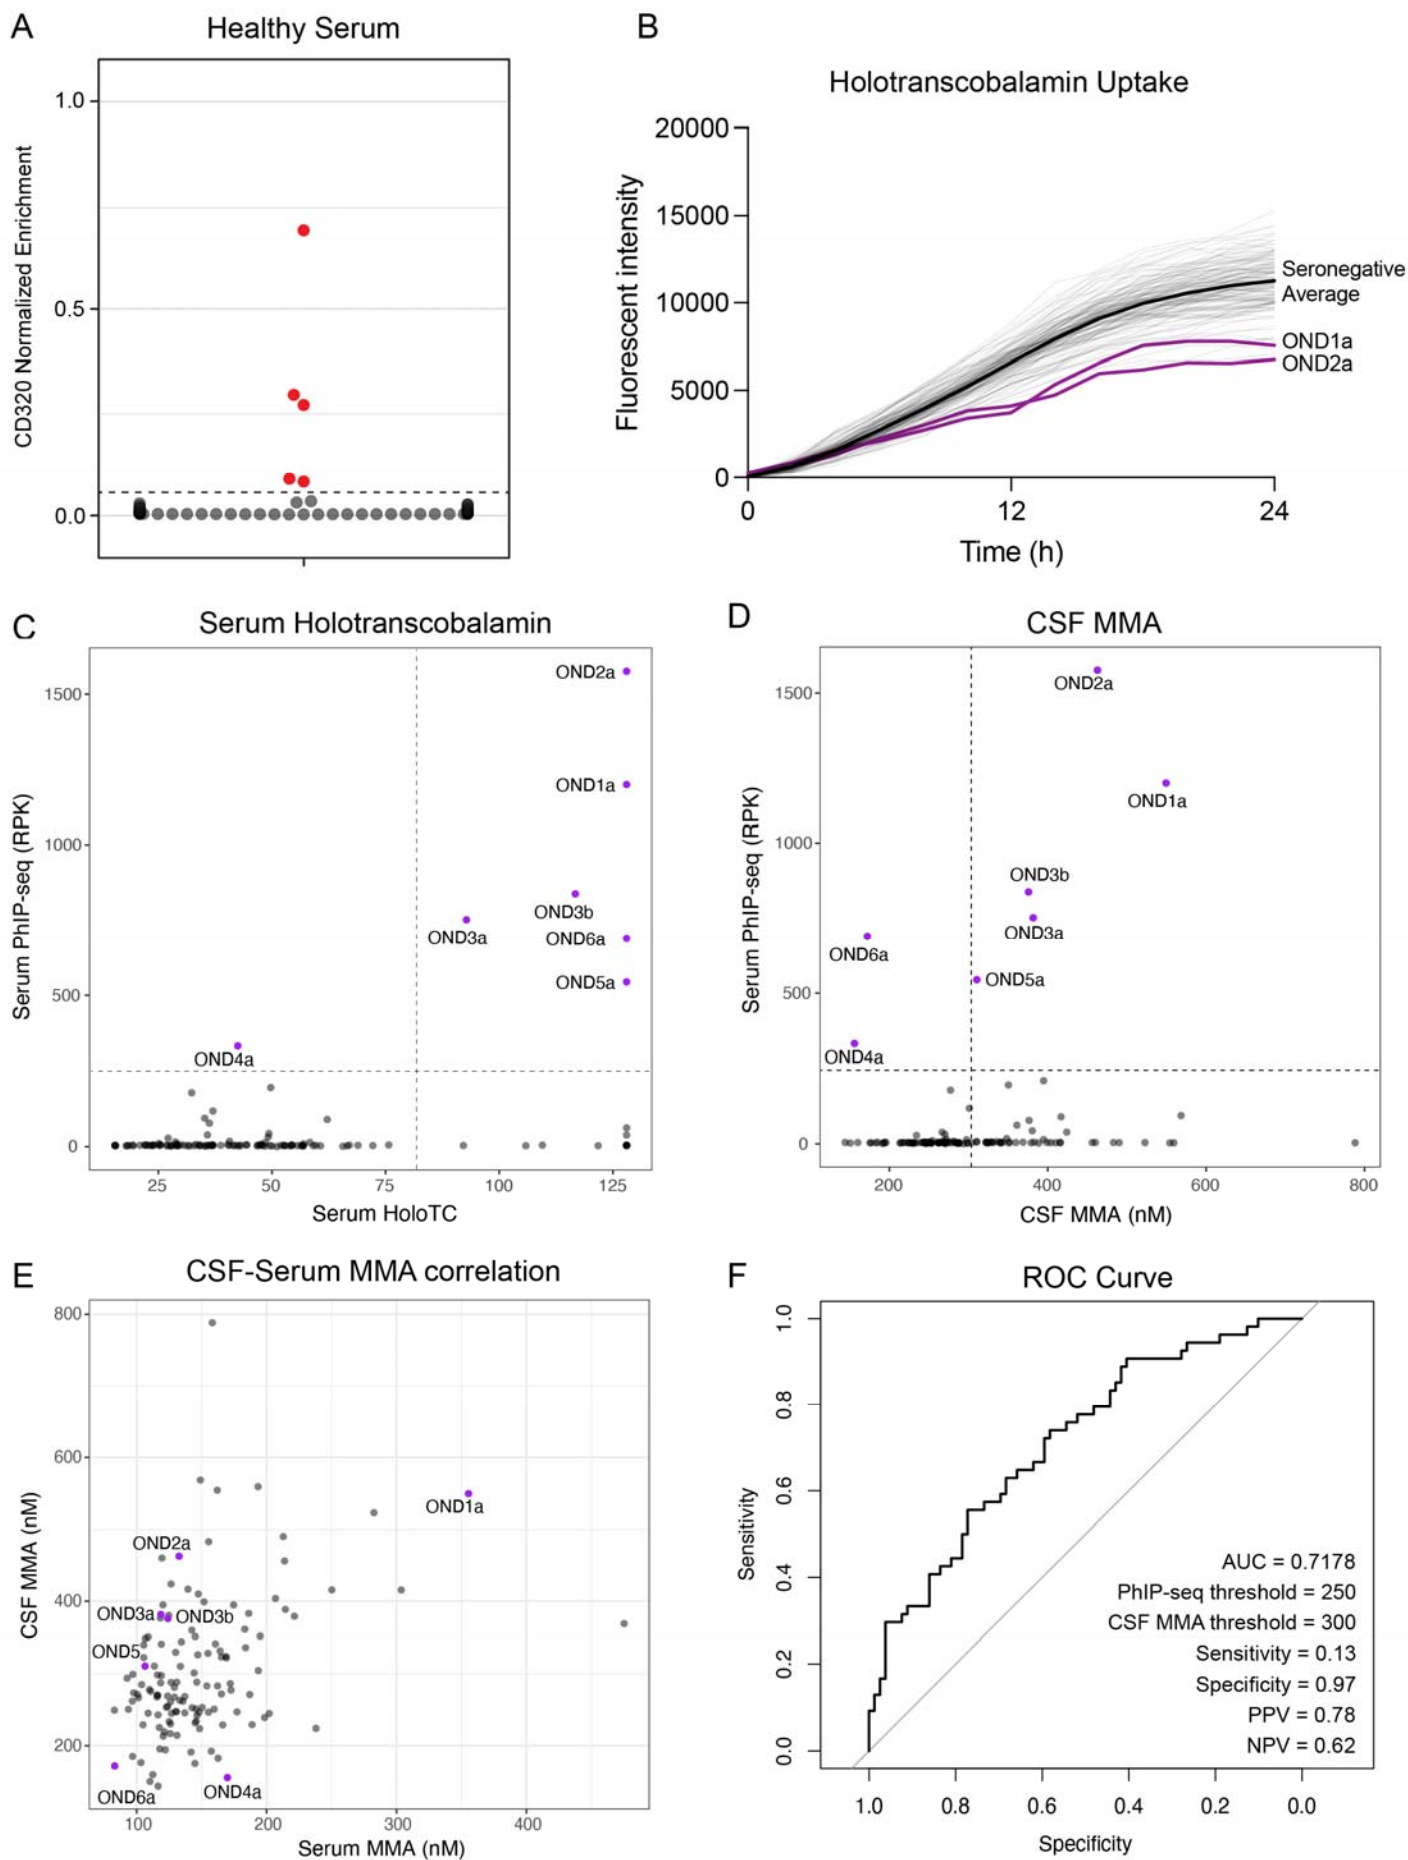 A
Healthy Serum
CD320 Normalized Enrichment
1.0
0.5
0.0
B
Holotranscobalamin Uptake
Fluorescent intensity
20000
15000
10000
5000
0
Seronegative
Average
OND1a
OND2a
0
12
24
Time (h)
C
Serum Holotranscobalamin
Serum PhIP-seq (RPK)
1500
1000
500
0
OND2a
OND1a
OND3b
OND3a
OND6a
OND5a
OND4a
25
50
75
100
125
Serum HoloTC
D
CSF MMA
Serum PhIP-seq (RPK)
1500
1000
500
0
OND2a
OND1a
OND3b
OND3a
OND6a
OND5a
OND4a
200
400
600
800
CSF MMA (nM)
E
CSF-Serum MMA correlation
CSF MMA (nM)
800
600
400
200
OND1a
OND2a
OND3a
OND3b
OND5
OND6a
OND4a
100
200
300
400
Serum MMA (nM)
F
ROC Curve
Sensitivity
1.0
0.8
0.6
0.4
0.2
0.0
AUC = 0.7178
PhIP-seq threshold = 250
CSF MMA threshold = 300
Sensitivity = 0.13
Specificity = 0.97
PPV = 0.78
NPV = 0.62
1.0
0.8
0.6
0.4
0.2
0.0
Specificity